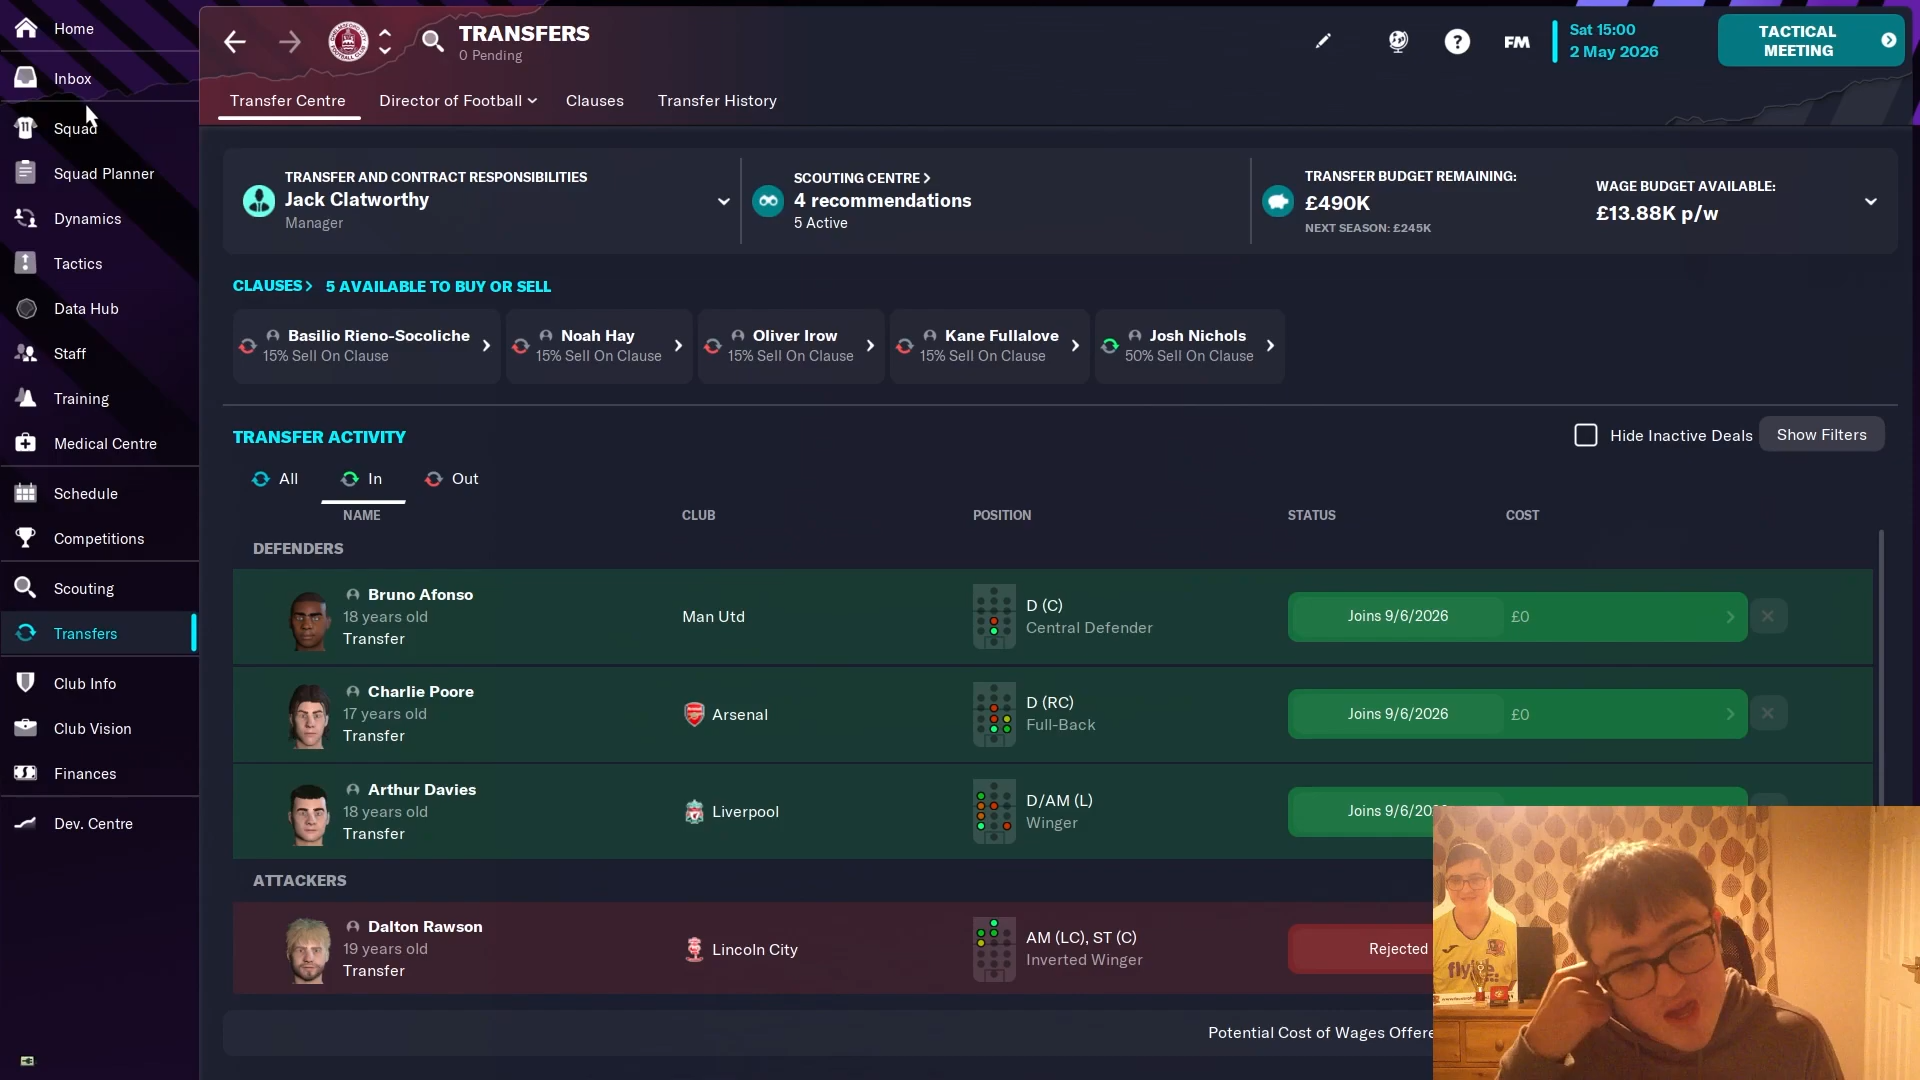 Home
Inbox
Squad
Squad Planner
Dynamics
Tactics
Data Hub
Staff
Training
Medical Centre
Schedule
Competitions
Scouting
Transfers
Club Info
Club Vision
Finances
Dev. Centre
TRANSFERS
0 Pending
FM
Sat 15:00
2 May 2026
TACTICAL
MEETING
Transfer Centre
Director of Football
Clauses
Transfer History
TRANSFER AND CONTRACT RESPONSIBILITIES
Jack Clatworthy
Manager
SCOUTING CENTRE >
4 recommendations
5 Active
TRANSFER BUDGET REMAINING:
£490K
NEXT SEASON: £245K
WAGE BUDGET AVAILABLE:
£13.88K p/w
CLAUSES > 5 AVAILABLE TO BUY OR SELL
Basilio Rieno-Socoliche
15% Sell On Clause
Noah Hay
15% Sell On Clause
Oliver Irow
15% Sell On Clause
Kane Fullalove
15% Sell On Clause
Josh Nichols
50% Sell On Clause
TRANSFER ACTIVITY
Hide Inactive Deals
Show Filters
All
In
Out
NAME
CLUB
POSITION
STATUS
COST
DEFENDERS
Bruno Afonso
18 years old
Transfer
Man Utd
D (C)
Central Defender
Joins 9/6/2026
£0
Charlie Poore
17 years old
Transfer
Arsenal
D (RC)
Full-Back
Joins 9/6/2026
£0
Arthur Davies
18 years old
Transfer
Liverpool
D/AM (L)
Winger
Joins 9/6/20
ATTACKERS
Dalton Rawson
19 years old
Transfer
Lincoln City
AM (LC), ST (C)
Inverted Winger
Rejected
Potential Cost of Wages Offere